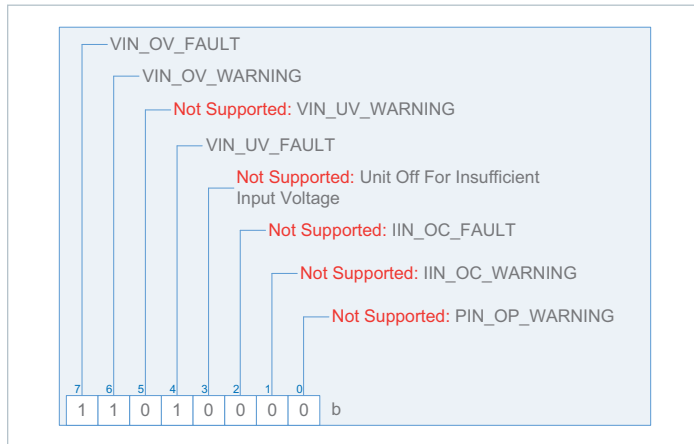 VIN_OV_FAULT
VIN_OV_WARNING
Not Supported: VIN_UV_WARNING
VIN_UV_FAULT
Not Supported: Unit Off For Insufficient
Input Voltage
Not Supported: IIN_OC_FAULT
Not Supported: IIN_OC_WARNING
Not Supported: PIN_OP_WARNING
7 6 5 4 3 2 1 0
1 1 0 1 0 0 0 0 b